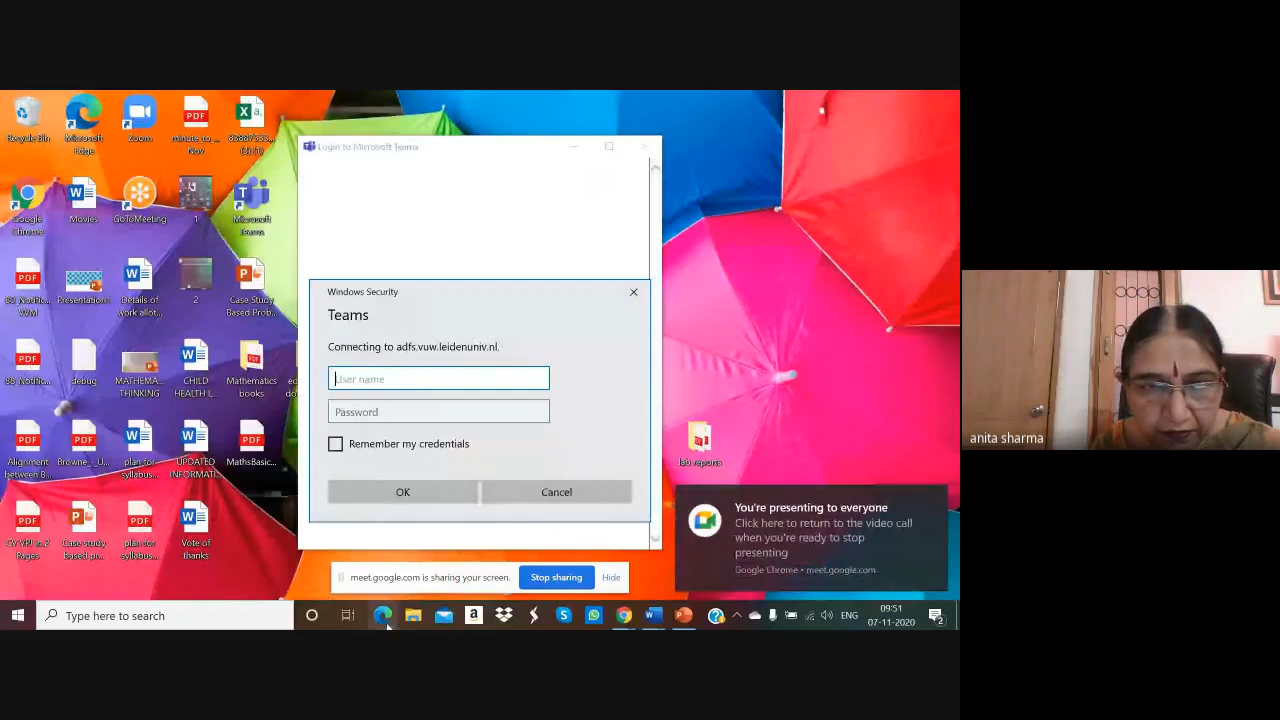 Recycle Bin
Microsoft
Edge
Zoom
minute_to_...
Nov
Google
Chrome
Movies
GoToMeeting
1
Microsoft
Teams
Presentation1
Details of
work allot...
2
Case Study
Based Prob...
debug
MATHEMA...
THINKING
CHILD
HEALTH I...
Mathematics
books
Alignment
between B...
plan for
syllabus...
UPDATED
INFORMATI...
MathsBasic...
Pages
Case study
based on...
plan for
syllabus...
Vote of
thanks
lab reports
Login to Microsoft Teams
Windows Security
Teams
Connecting to adfs.vuw.leidenuniv.nl.
User name
Password
Remember my credentials
OK
Cancel
You're presenting to everyone
Click here to return to the video call
when you're ready to stop
presenting
Google Chrome • meet.google.com
meet.google.com is sharing your screen.
Stop sharing
Hide
Type here to search
ENG
09:51
07-11-2020
2
anita sharma